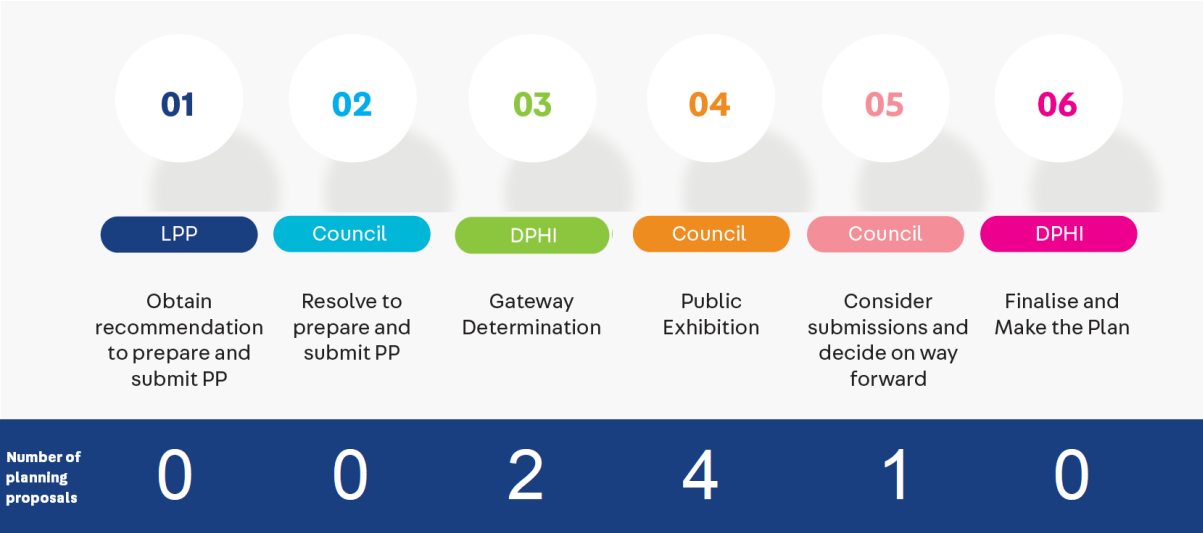 01 02 03 04 05 06
LPP Council DPHI Council Council DPHI
Obtain
recommendation
to prepare and
submit PP
Resolve to
prepare and
submit PP
Gateway
Determination
Public
Exhibition
Consider
submissions and
decide on way
forward
Finalise and
Make the Plan
Number of
planning
proposals
0 0 2 4 1 0